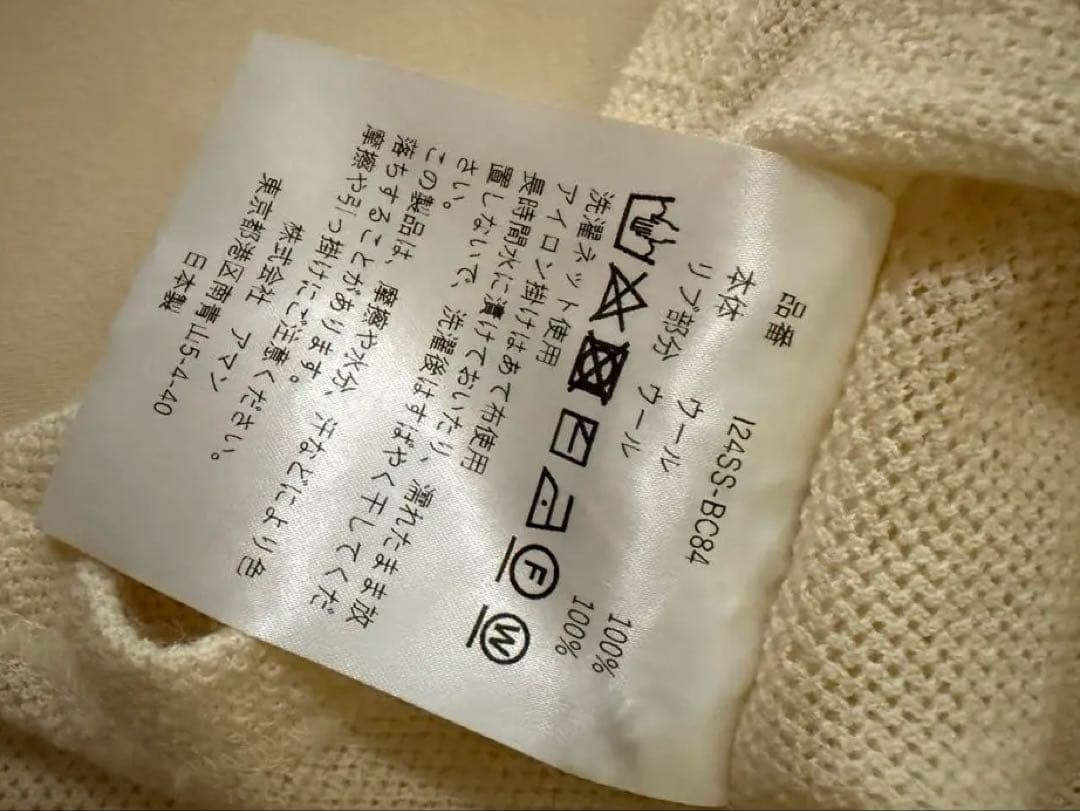 品番 I24SS-BC84
本体 ウール 100%
リブ部分 ウール 100%
F W
洗濯ネット使用
アイロン掛けはあて布使用
長時間水に漬けておいたり、濡れたまま放
置しないで、洗濯後はすばやく干してくだ
さい。
この製品は、摩擦や水分、汗などにより色
落ちすることがあります。
摩擦や引っ掛けにご注意ください。
株式会社 アマン
東京都港区南青山5-4-40
日本製